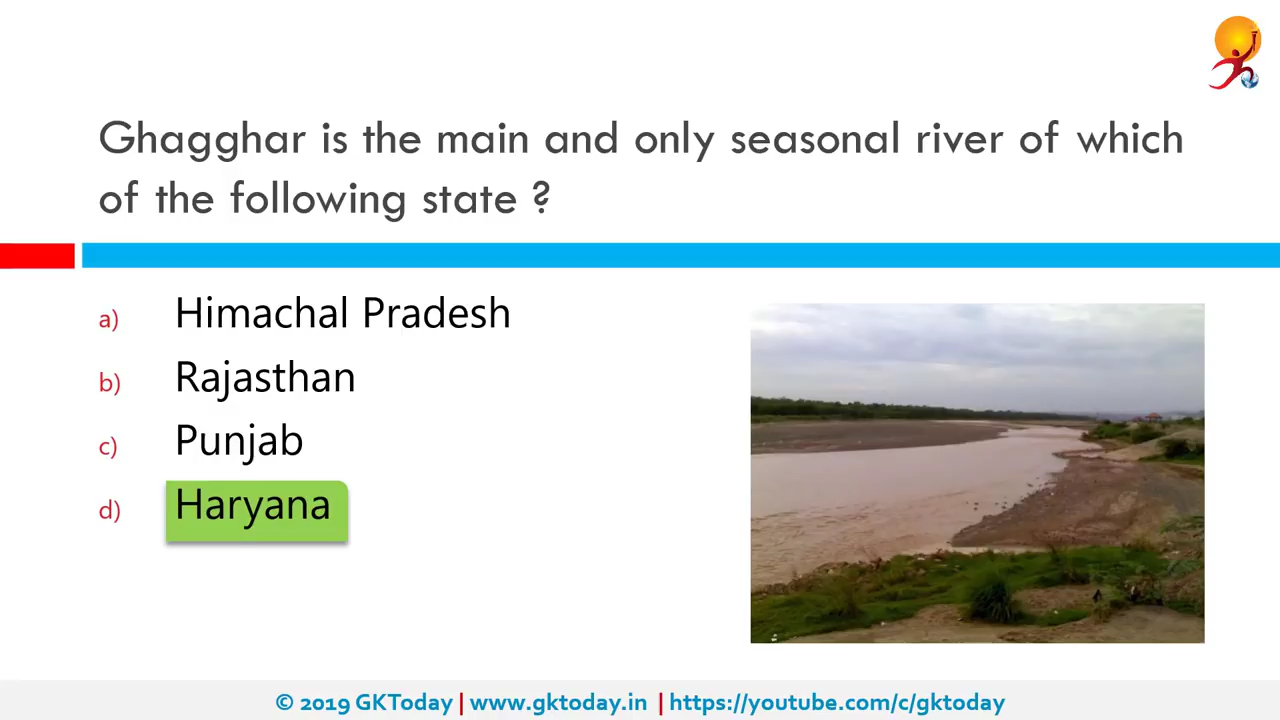 Ghagghar is the main and only seasonal river of which
of the following state ?
a) Himachal Pradesh
b) Rajasthan
c) Punjab
d) Haryana
© 2019 GKToday | www.gktoday.in | https://youtube.com/c/gktoday